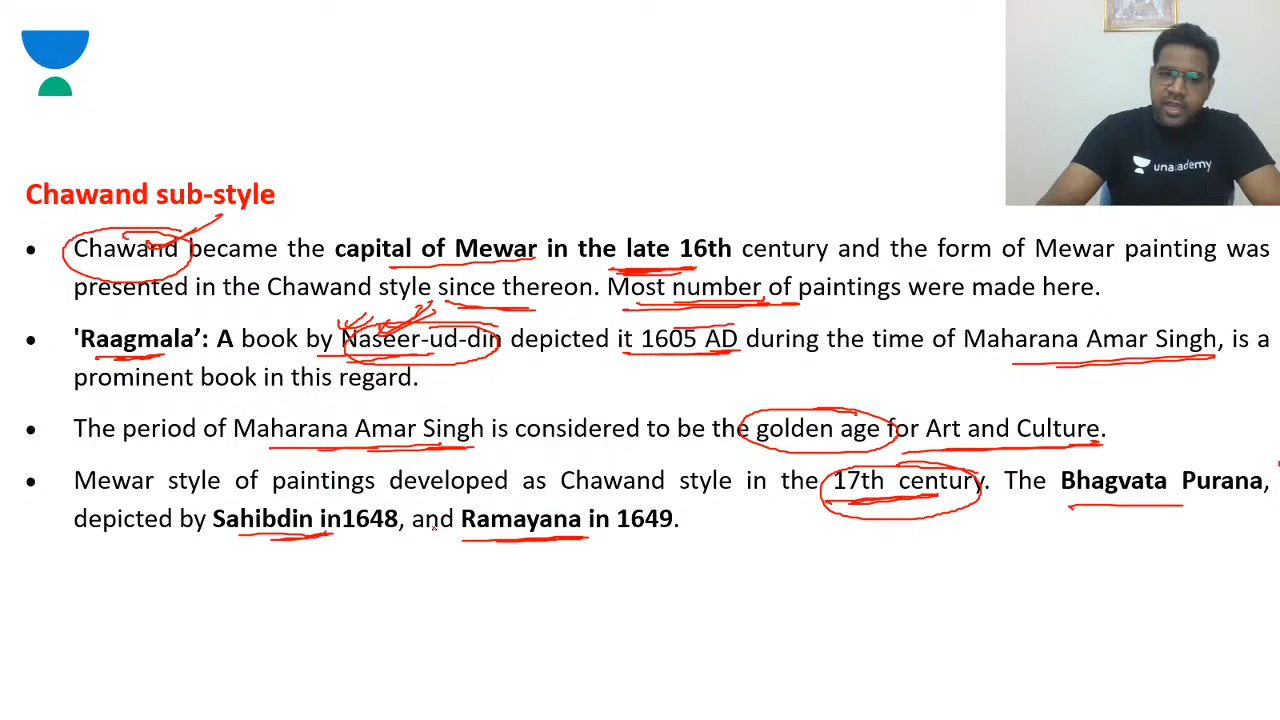 unacademy
Chawand sub-style
• Chawand became the capital of Mewar in the late 16th century and the form of Mewar painting was
presented in the Chawand style since thereon. Most number of paintings were made here.
• 'Raagmala’: A book by Naseer-ud-din depicted it 1605 AD during the time of Maharana Amar Singh, is a
prominent book in this regard.
• The period of Maharana Amar Singh is considered to be the golden age for Art and Culture.
• Mewar style of paintings developed as Chawand style in the 17th century. The Bhagvata Purana,
depicted by Sahibdin in1648, and Ramayana in 1649.